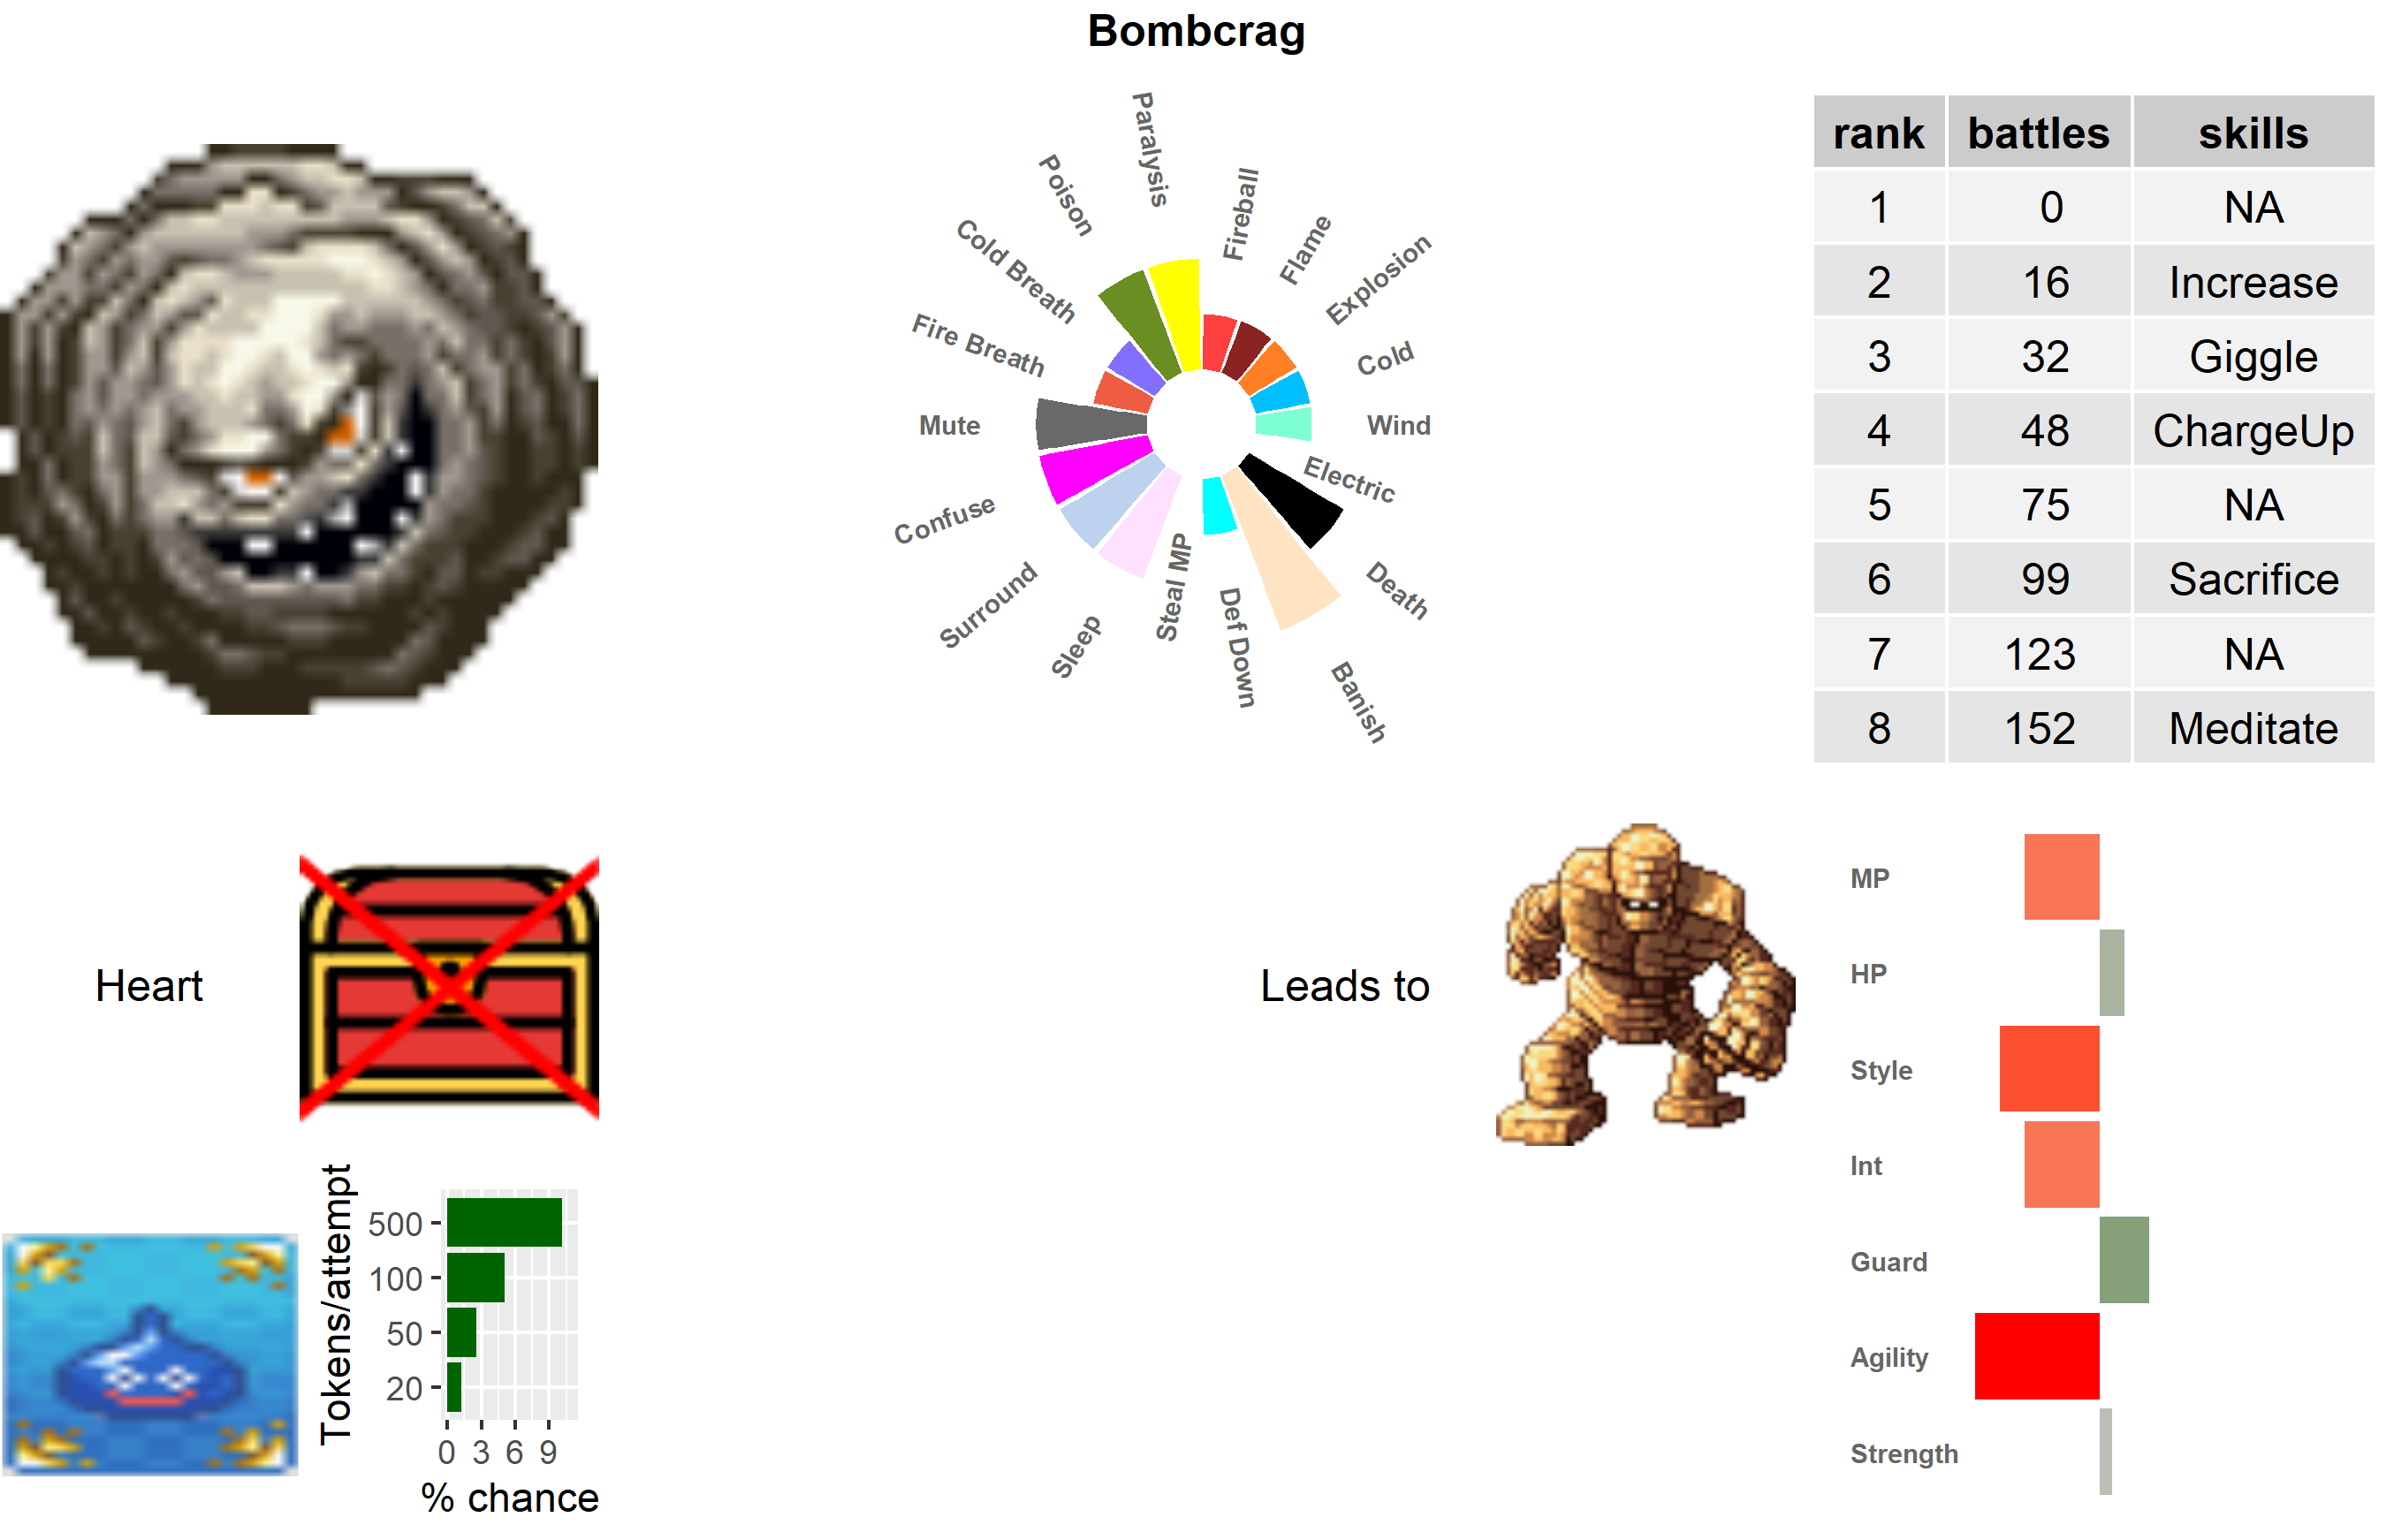 Bombcrag
Paralysis
Poison
Cold Breath
Fire Breath
Mute
Confuse
Surround
Sleep
Steal MP
Def Down
Banish
Death
Electric
Wind
Cold
Explosion
Flame
Fireball
rank battles skills
1 0 NA
2 16 Increase
3 32 Giggle
4 48 ChargeUp
5 75 NA
6 99 Sacrifice
7 123 NA
8 152 Meditate
Heart
Leads to
MP
HP
Style
Int
Guard
Agility
Strength
Tokens/attempt
500
100
50
20
0 3 6 9
% chance